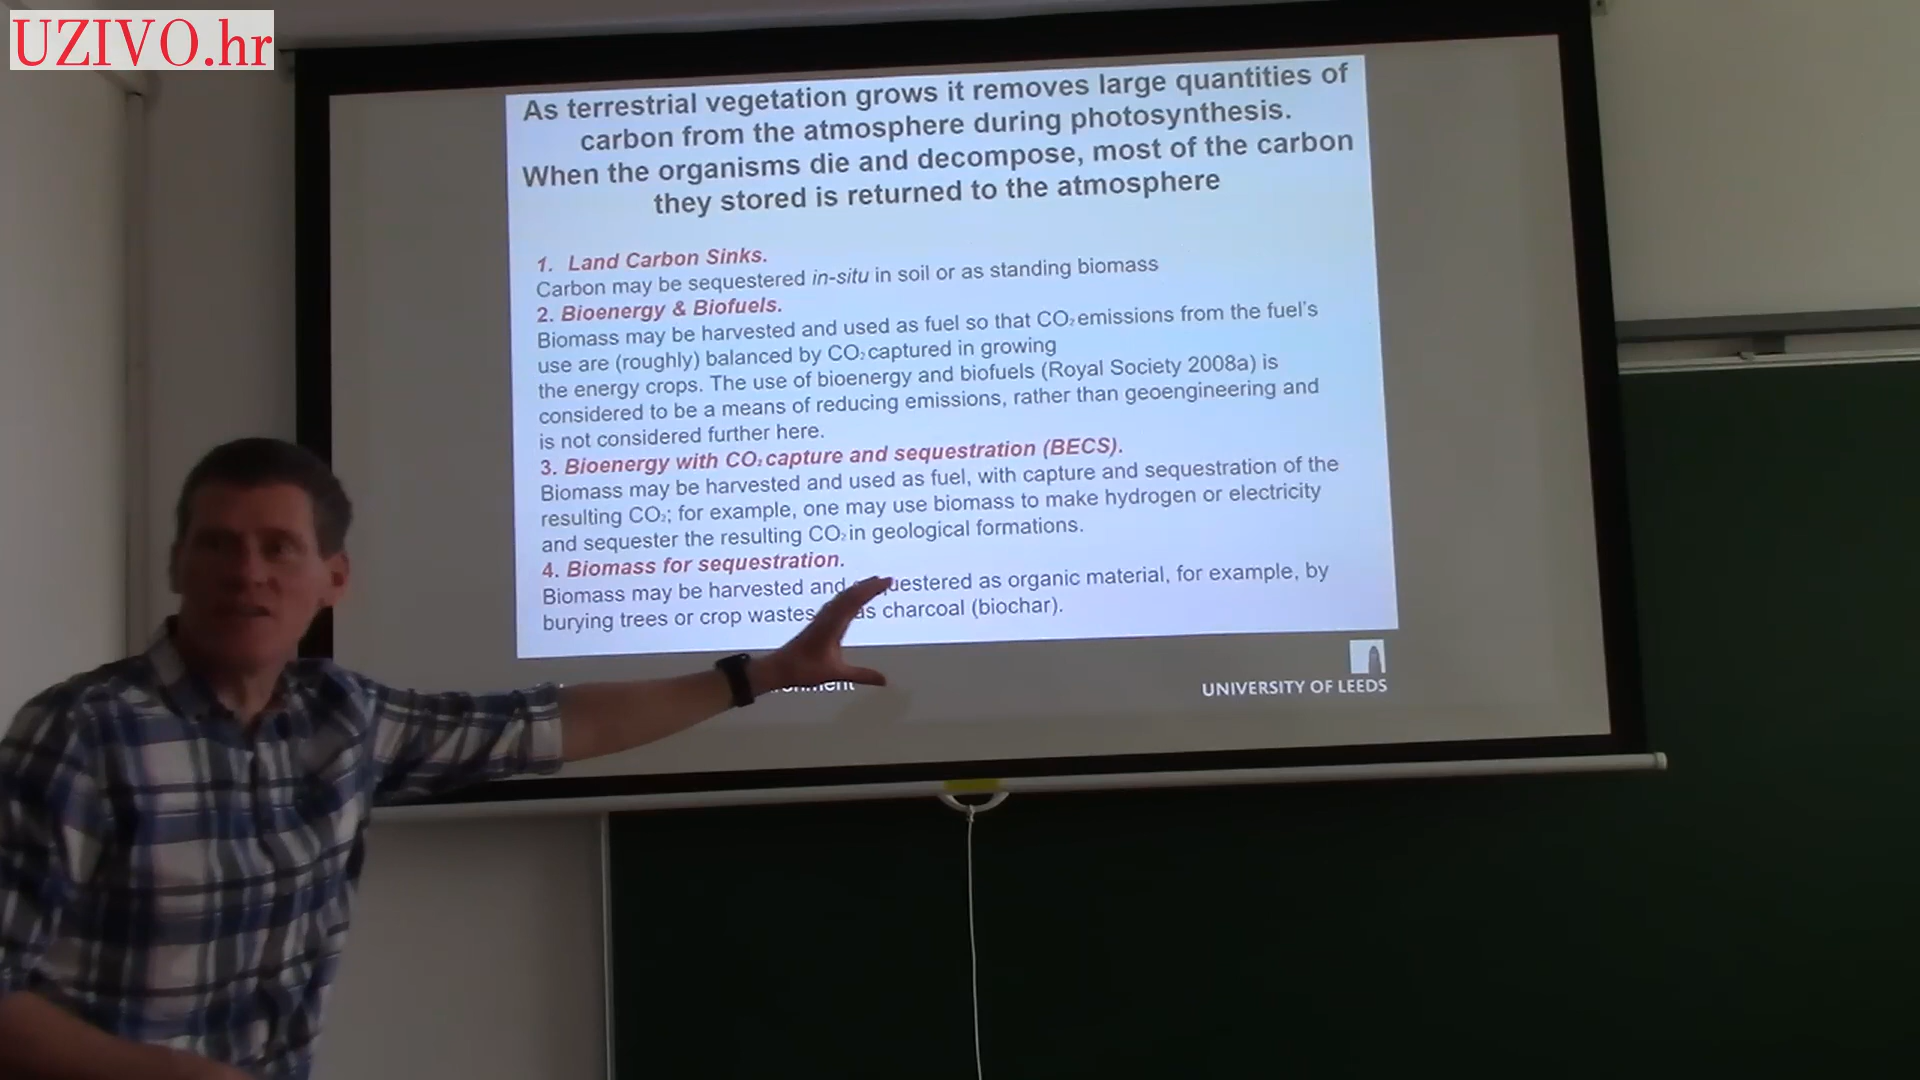 UZIVO.hr
As terrestrial vegetation grows it removes large quantities of
carbon from the atmosphere during photosynthesis.
When the organisms die and decompose, most of the carbon
they stored is returned to the atmosphere
1. Land Carbon Sinks.
Carbon may be sequestered in-situ in soil or as standing biomass
2. Bioenergy & Biofuels.
Biomass may be harvested and used as fuel so that CO₂ emissions from the fuel's
use are (roughly) balanced by CO₂ captured in growing
the energy crops. The use of bioenergy and biofuels (Royal Society 2008a) is
considered to be a means of reducing emissions, rather than geoengineering and
is not considered further here.
3. Bioenergy with CO₂ capture and sequestration (BECS).
Biomass may be harvested and used as fuel, with capture and sequestration of the
resulting CO₂; for example, one may use biomass to make hydrogen or electricity
and sequester the resulting CO₂ in geological formations.
4. Biomass for sequestration.
Biomass may be harvested and questered as organic material, for example, by
burying trees or crop wastes as charcoal (biochar).
UNIVERSITY OF LEEDS